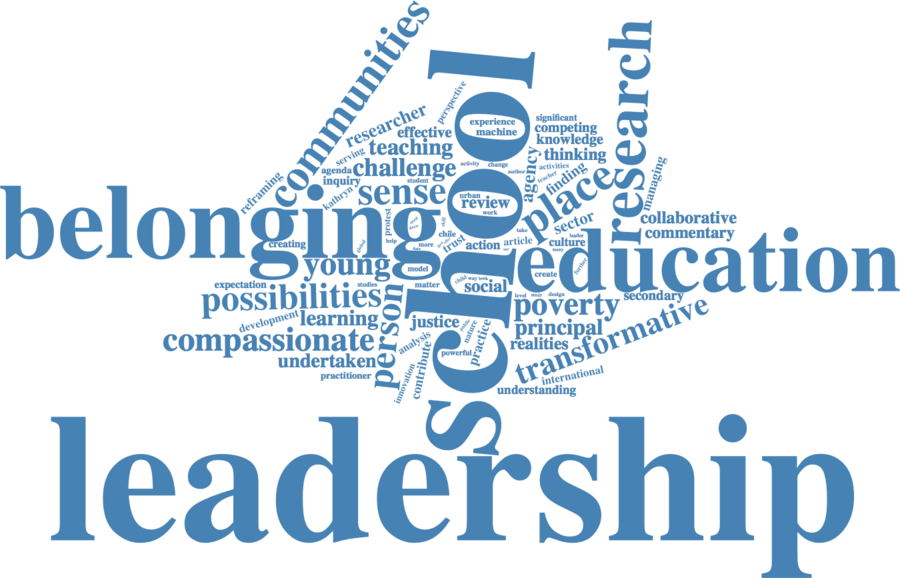 communities
school
research
perspective
researcher
effective
experience
machine
significant
competing
knowledge
serving
teaching
agenda
challenge
activity
change
author
agency
thinking
activities
teacher
finding
managing
reframing
inquiry
student
kathryn
sense
urban
review
work
place
belonging
protest
sector
collaborative
commentary
creating
global
help
more
chile
trust
action
take
article
leader
culture
education
young
model
child
way
look
create
further
expectation
studies
matter
social
level
design
secondary
possibilities
person
poverty
development
learning
justice
nature
principal
compassionate
analysis
practice
realities
transformative
undertaken
powerful
practitioner
innovation
contribute
international
understanding
leadership